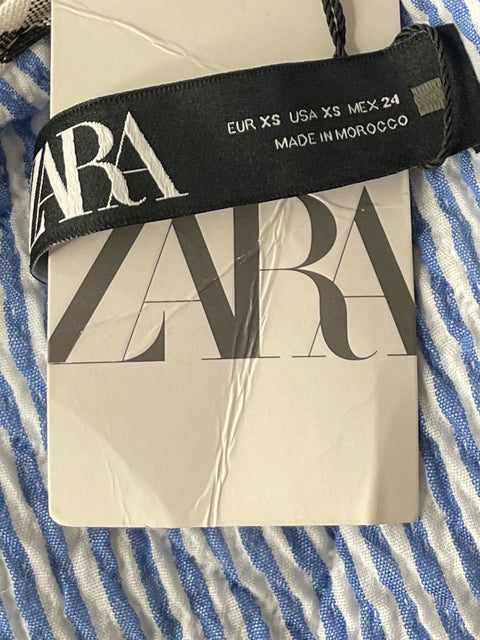 ZARA
EUR XS USA XS MEX 24
MADE IN MOROCCO
ZARA